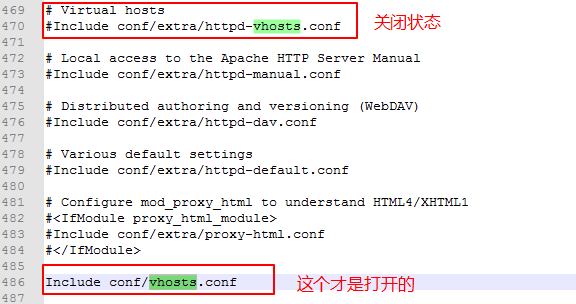 469 # Virtual hosts
470 #Include conf/extra/httpd-vhosts.conf 关闭状态
471
472 # Local access to the Apache HTTP Server Manual
473 #Include conf/extra/httpd-manual.conf
474
475 # Distributed authoring and versioning (WebDAV)
476 #Include conf/extra/httpd-dav.conf
477
478 # Various default settings
479 #Include conf/extra/httpd-default.conf
480
481 # Configure mod_proxy_html to understand HTML4/XHTML1
482 #<IfModule proxy_html_module>
483 #Include conf/extra/proxy-html.conf
484 #</IfModule>
485
486 Include conf/vhosts.conf 这个才是打开的
487